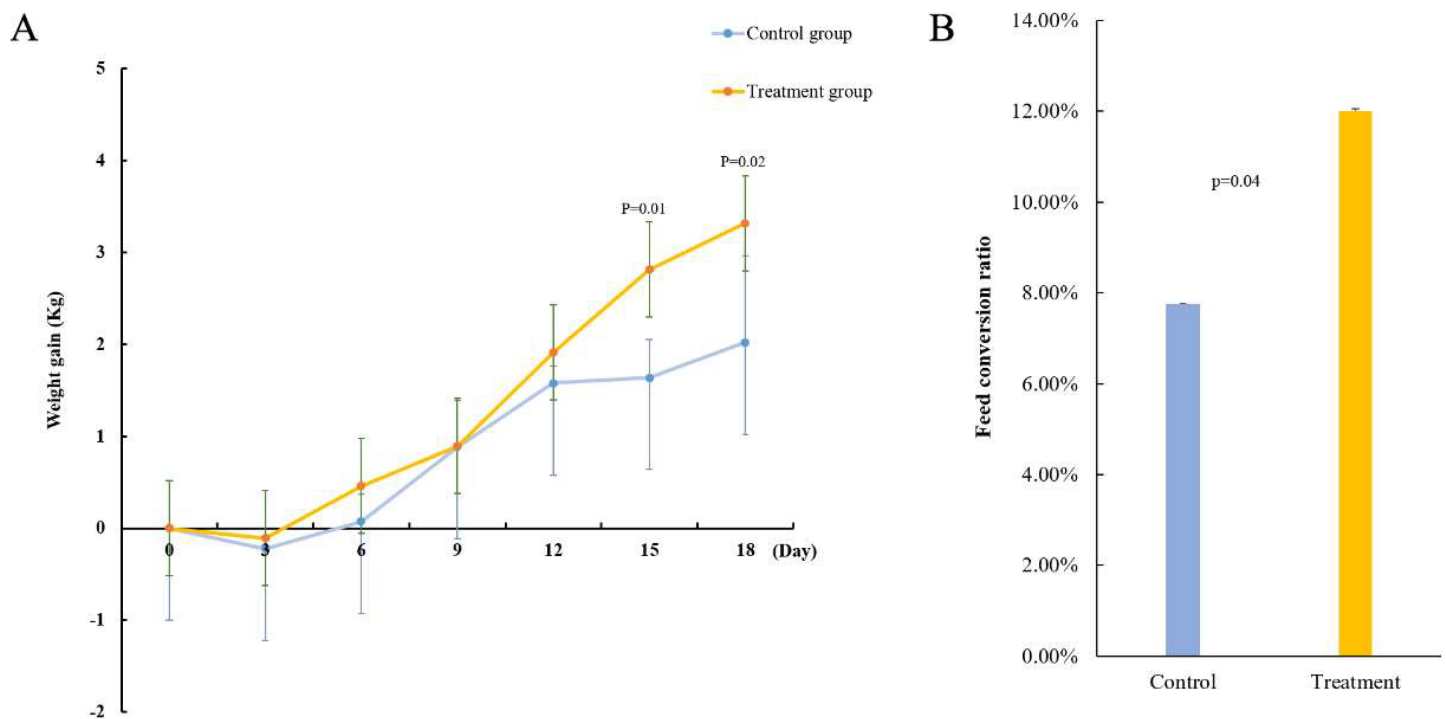 A
Control group
Treatment group
Weight gain (Kg)
5
4
3
2
1
0
-1
-2
P=0.01
P=0.02
0 3 6 9 12 15 18 (Day)
B
Feed conversion ratio
14.00%
12.00%
10.00%
8.00%
6.00%
4.00%
2.00%
0.00%
p=0.04
Control Treatment